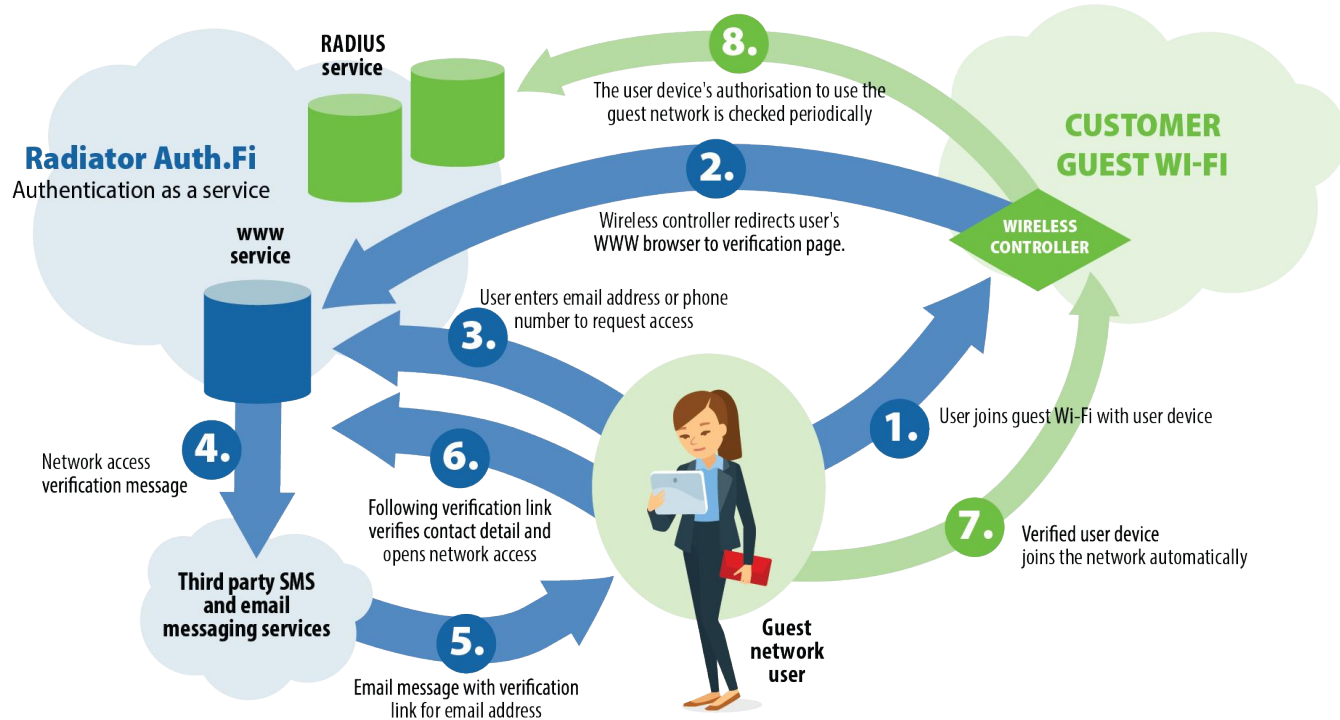 RADIUS
service
8.
The user device's authorisation to use the
guest network is checked periodically
CUSTOMER
GUEST WI-FI
Radiator Auth.Fi
Authentication as a service
2.
Wireless controller redirects user's
WWW browser to verification page.
WIRELESS
CONTROLLER
www
service
User enters email address or phone
number to request access
3.
1.
User joins guest Wi-Fi with user device
4.
Network access
verification message
6.
Following verification link
verifies contact detail and
opens network access
7.
Verified user device
joins the network automatically
Third party SMS
and email
messaging services
5.
Email message with verification
link for email address
Guest
network
user